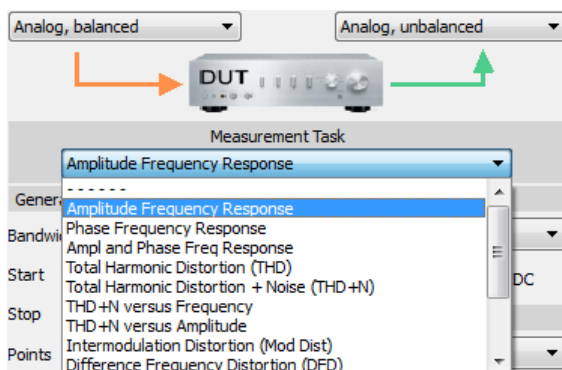 Analog, balanced
Analog, unbalanced
DUT
Measurement Task
Amplitude Frequency Response
- - - - - -
Amplitude Frequency Response
Phase Frequency Response
Ampl and Phase Freq Response
Total Harmonic Distortion (THD)
Total Harmonic Distortion + Noise (THD+N)
THD+N versus Frequency
THD+N versus Amplitude
Intermodulation Distortion (Mod Dist)
Difference Frequency Distortion (DFD)
Genera
Bandwi
Start
DC
Stop
Points